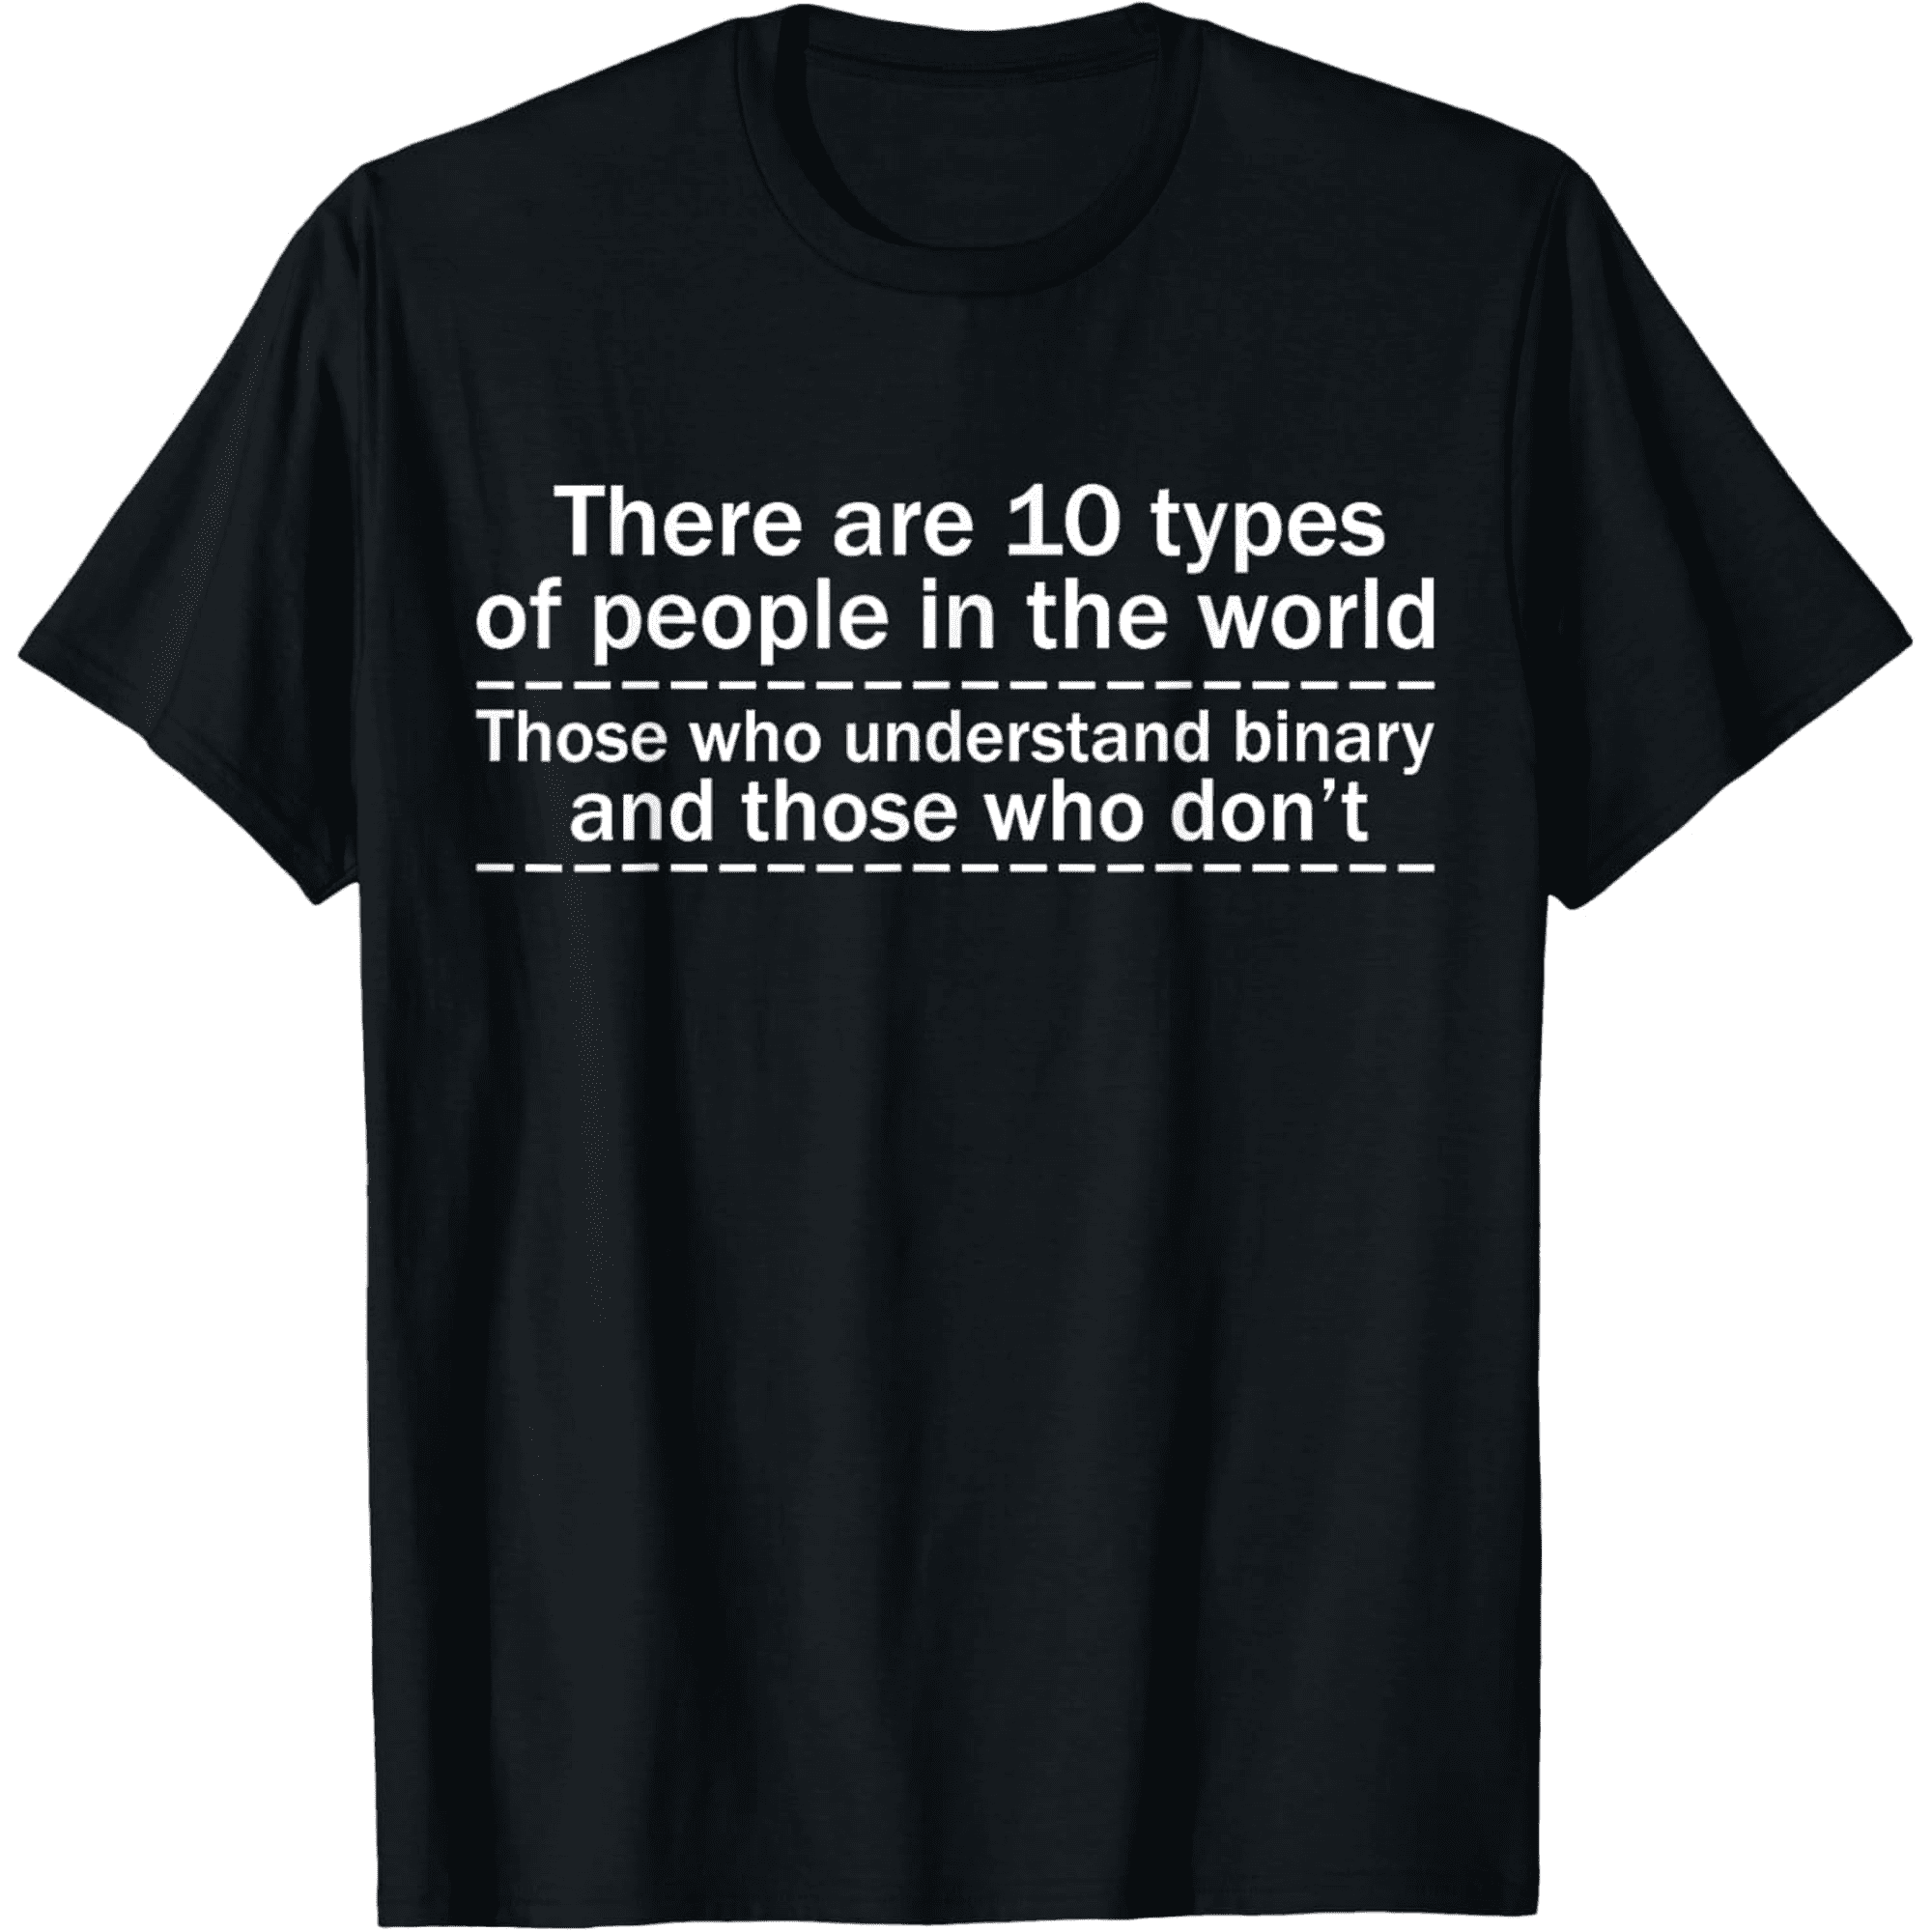 There are 10 types
of people in the world
Those who understand binary
and those who don’t